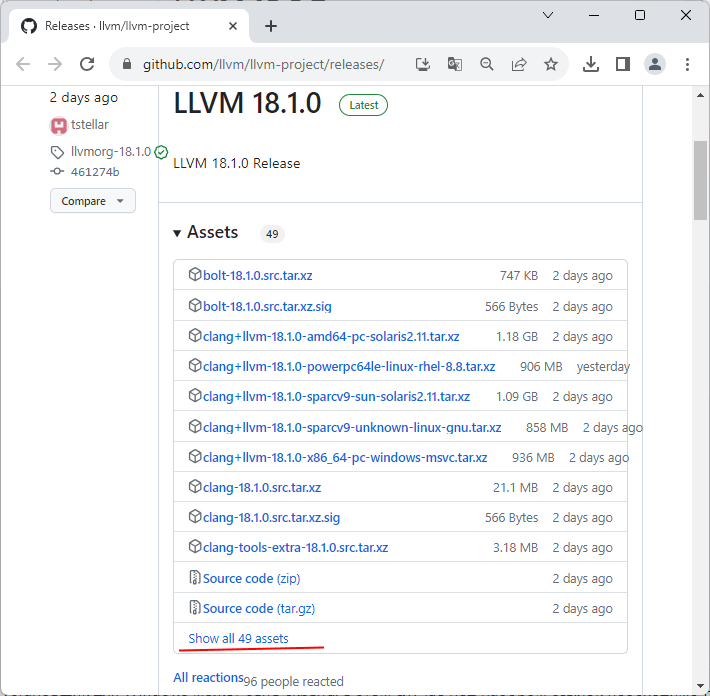 Releases · llvm/llvm-project
github.com/llvm/llvm-project/releases/
2 days ago
tstellar
llvmorg-18.1.0
461274b
Compare
LLVM 18.1.0 Latest
LLVM 18.1.0 Release
Assets 49
bolt-18.1.0.src.tar.xz 747 KB 2 days ago
bolt-18.1.0.src.tar.xz.sig 566 Bytes 2 days ago
clang+llvm-18.1.0-amd64-pc-solaris2.11.tar.xz 1.18 GB 2 days ago
clang+llvm-18.1.0-powerpc64le-linux-rhel-8.8.tar.xz 906 MB yesterday
clang+llvm-18.1.0-sparcv9-sun-solaris2.11.tar.xz 1.09 GB 2 days ago
clang+llvm-18.1.0-sparcv9-unknown-linux-gnu.tar.xz 858 MB 2 days ago
clang+llvm-18.1.0-x86_64-pc-windows-msvc.tar.xz 936 MB 2 days ago
clang-18.1.0.src.tar.xz 21.1 MB 2 days ago
clang-18.1.0.src.tar.xz.sig 566 Bytes 2 days ago
clang-tools-extra-18.1.0.src.tar.xz 3.18 MB 2 days ago
Source code (zip) 2 days ago
Source code (tar.gz) 2 days ago
Show all 49 assets
All reactions 96 people reacted